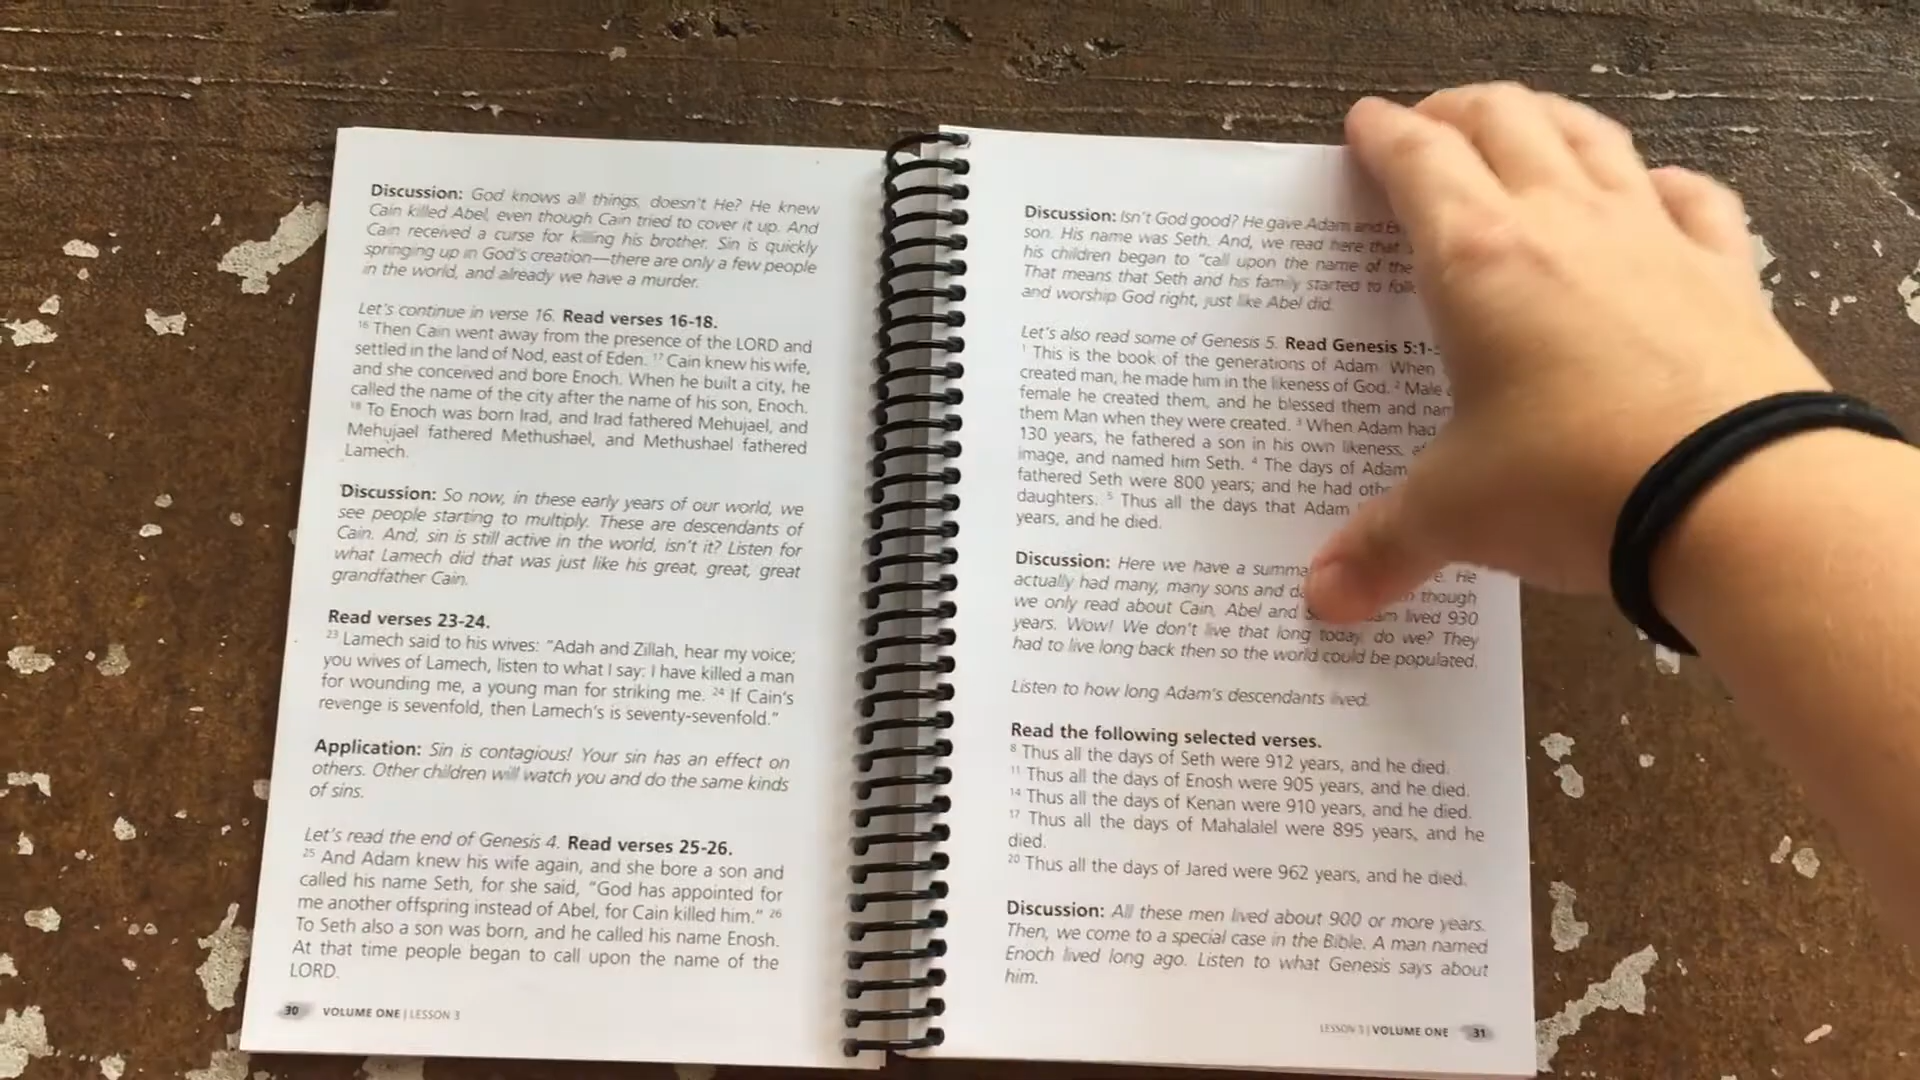 Discussion: God knows all things, doesn't He? He knew
Cain killed Abel, even though Cain tried to cover it up. And
Cain received a curse for killing his brother. Sin is quickly
springing up in God's creation—there are only a few people
in the world, and already we have a murder.
Let's continue in verse 16. Read verses 16-18.
16 Then Cain went away from the presence of the LORD and
settled in the land of Nod, east of Eden. 17 Cain knew his wife,
and she conceived and bore Enoch. When he built a city, he
called the name of the city after the name of his son, Enoch.
18 To Enoch was born Irad, and Irad fathered Mehujael, and
Mehujael fathered Methushael, and Methushael fathered
Lamech.
Discussion: So now, in these early years of our world, we
see people starting to multiply. These are descendants of
Cain. And, sin is still active in the world, isn't it? Listen for
what Lamech did that was just like his great, great, great
grandfather Cain.
Read verses 23-24.
23 Lamech said to his wives: "Adah and Zillah, hear my voice;
you wives of Lamech, listen to what I say: I have killed a man
for wounding me, a young man for striking me. 24 If Cain's
revenge is sevenfold, then Lamech's is seventy-sevenfold."
Application: Sin is contagious! Your sin has an effect on
others. Other children will watch you and do the same kinds
of sins.
Let's read the end of Genesis 4. Read verses 25-26.
25 And Adam knew his wife again, and she bore a son and
called his name Seth, for she said, "God has appointed for
me another offspring instead of Abel, for Cain killed him." 26
To Seth also a son was born, and he called his name Enosh.
At that time people began to call upon the name of the
LORD.
30 VOLUME ONE | LESSON 3
Discussion: Isn't God good? He gave Adam and
son. His name was Seth. And, we read here that
his children began to "call upon the name of the
That means that Seth and his family started to
and worship God right, just like Abel did.
Let's also read some of Genesis 5. Read Genesis 5:1-
1 This is the book of the generations of Adam. When
created man, he made him in the likeness of God. 2 Male
female he created them, and he blessed them and
them Man when they were created. 3 When Adam had
130 years, he fathered a son in his own likeness,
image, and named him Seth. 4 The days of Adam
fathered Seth were 800 years; and he had
daughters. 5 Thus all the days that Adam
years, and he died.
Discussion: Here we have a He
actually had many, many sons and though
we only read about Cain, Abel and lived 930
years. Wow! We don't live that long today, do we? They
had to live long back then so the world could be populated.
Listen to how long Adam's descendants lived.
Read the following selected verses.
8 Thus all the days of Seth were 912 years, and he died.
11 Thus all the days of Enosh were 905 years, and he died.
14 Thus all the days of Kenan were 910 years, and he died.
17 Thus all the days of Mahalalel were 895 years, and he
died.
20 Thus all the days of Jared were 962 years, and he died.
Discussion: All these men lived about 900 or more years.
Then, we come to a special case in the Bible. A man named
Enoch lived long ago. Listen to what Genesis says about
him.
LESSON 3 | VOLUME ONE 31